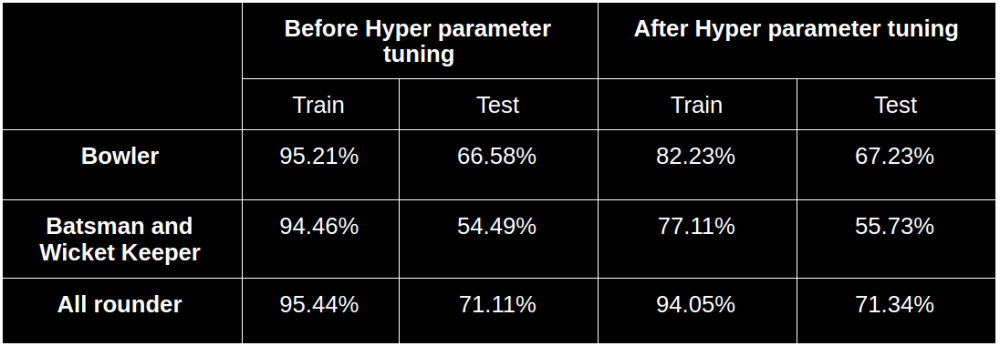 Before Hyper parameter
tuning
After Hyper parameter tuning
Train
Test
Train
Test
Bowler
95.21%
66.58%
82.23%
67.23%
Batsman and
Wicket Keeper
94.46%
54.49%
77.11%
55.73%
All rounder
95.44%
71.11%
94.05%
71.34%